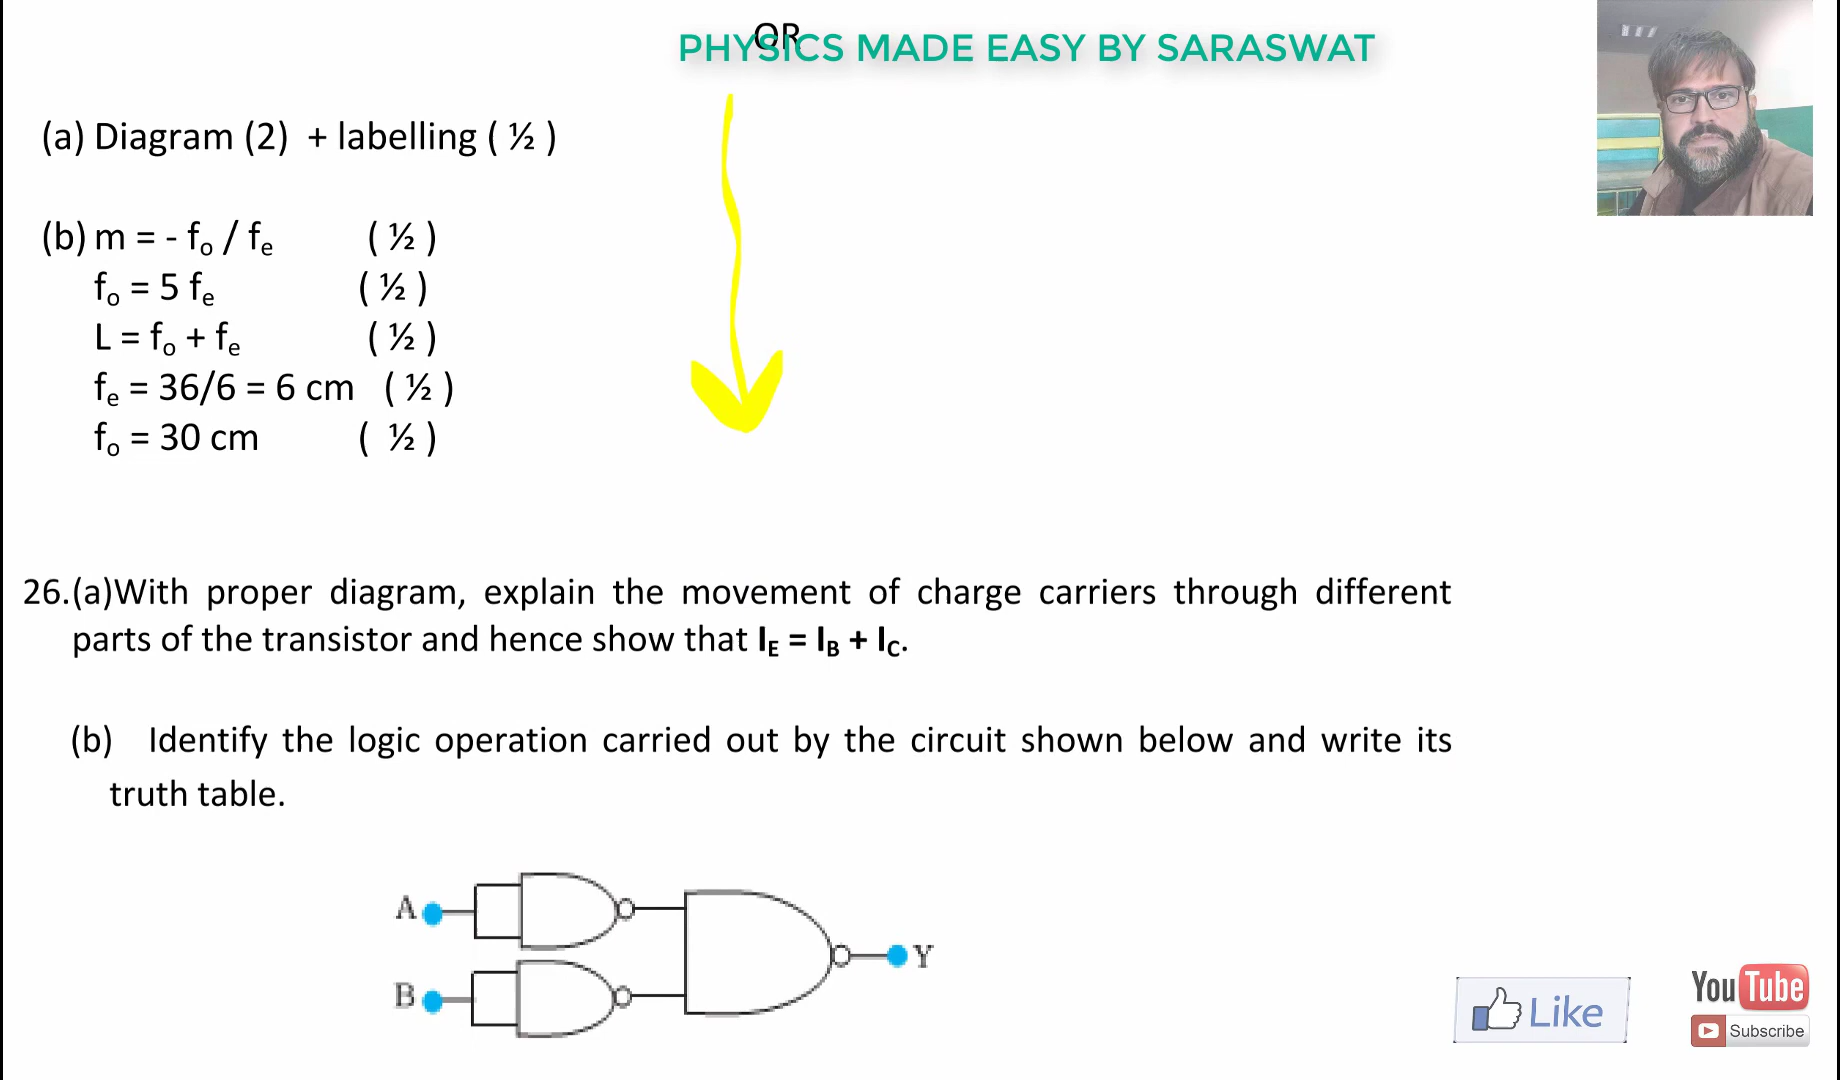 OR
PHYSICS MADE EASY BY SARASWAT
(a) Diagram (2) + labelling ( ½ )
(b) m = - fₒ / fₑ ( ½ )
fₒ = 5 fₑ ( ½ )
L = fₒ + fₑ ( ½ )
fₑ = 36/6 = 6 cm ( ½ )
fₒ = 30 cm ( ½ )
26.(a)With proper diagram, explain the movement of charge carriers through different
parts of the transistor and hence show that I_E = I_B + I_C.
(b) Identify the logic operation carried out by the circuit shown below and write its
truth table.
A
B
Y
Like
YouTube
Subscribe